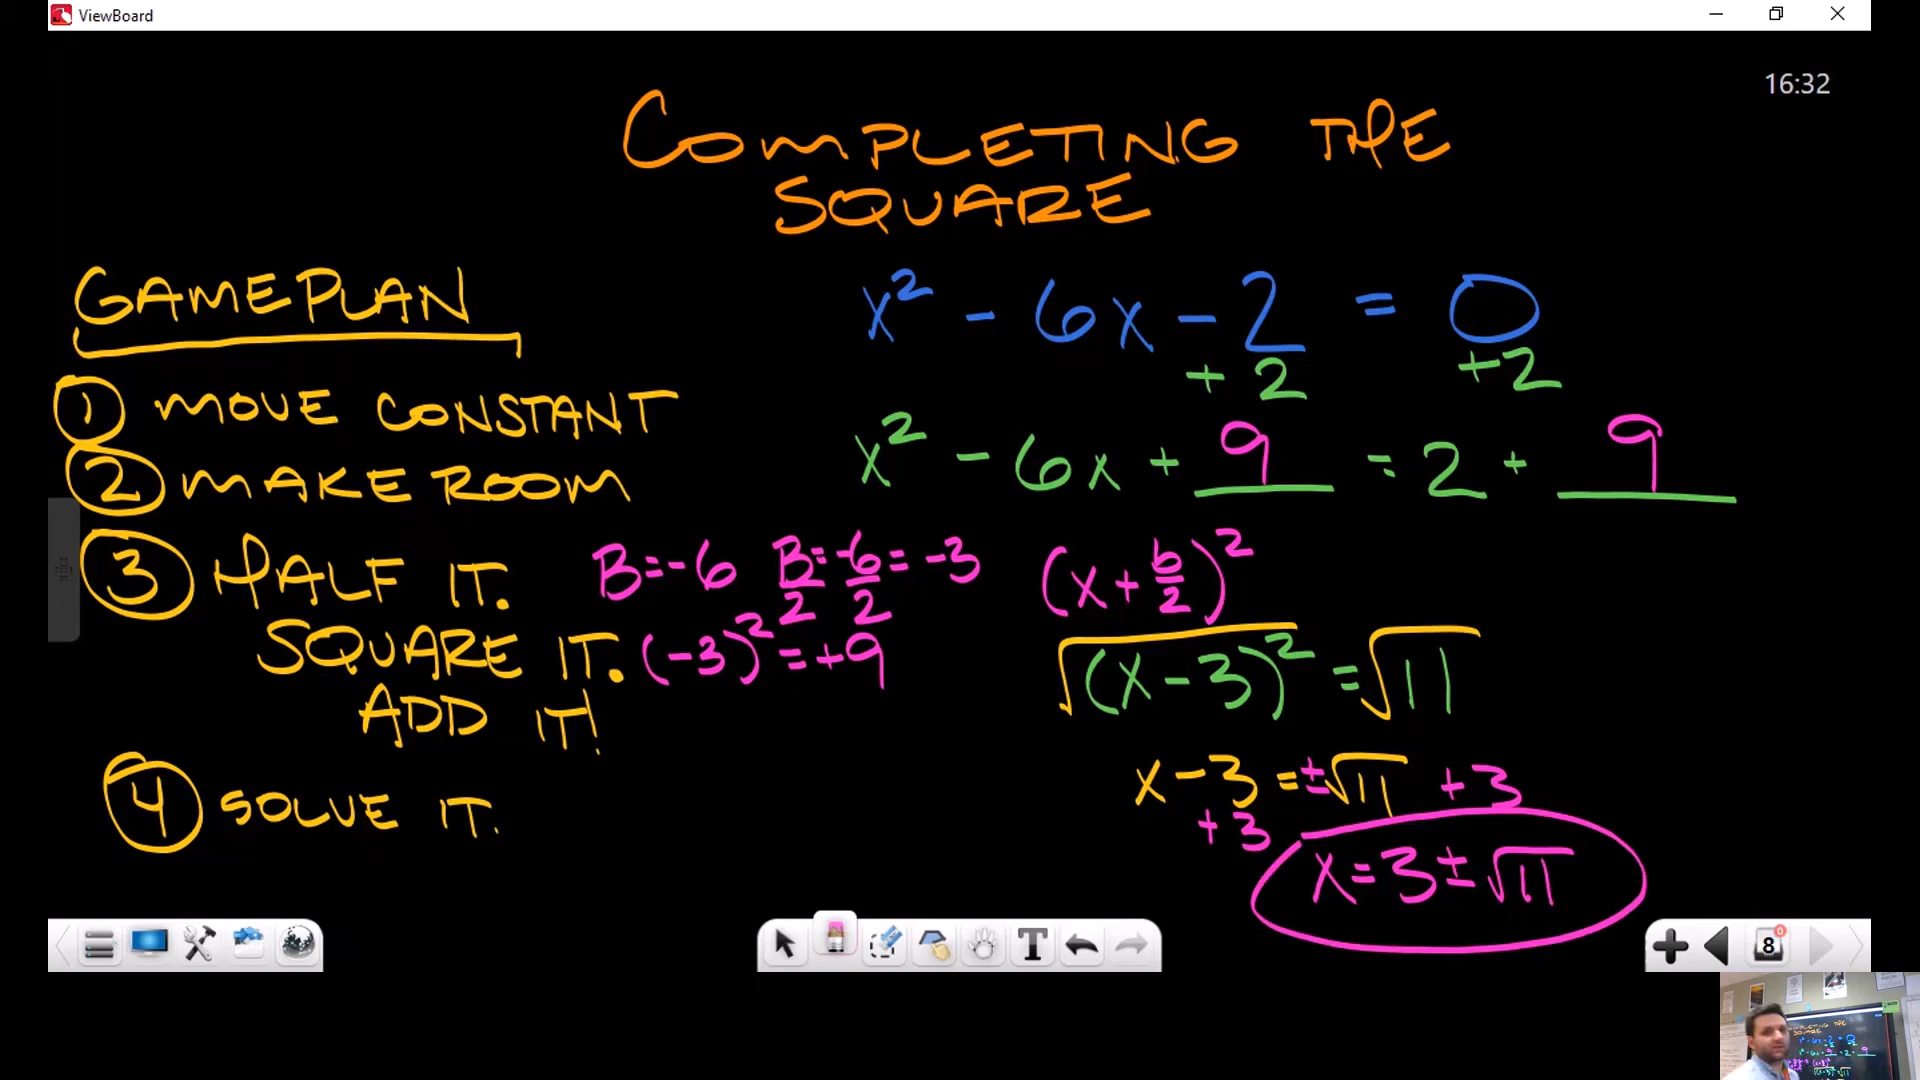 ViewBoard
16:32
COMPLETING THE
SQUARE
GAMEPLAN
1 MOVE CONSTANT
2 MAKE ROOM
3 HALF IT.
SQUARE IT.
ADD IT!
4 SOLVE IT.
x² - 6x - 2 = 0
+ 2 +2
x² - 6x + 9 = 2 + 9
B=-6 B/2=-6/2=-3
(-3)²=+9
(x+b/2)²
√(x-3)² = √11
x-3=±√11 +3
+3
x=3±√11
T
8
0